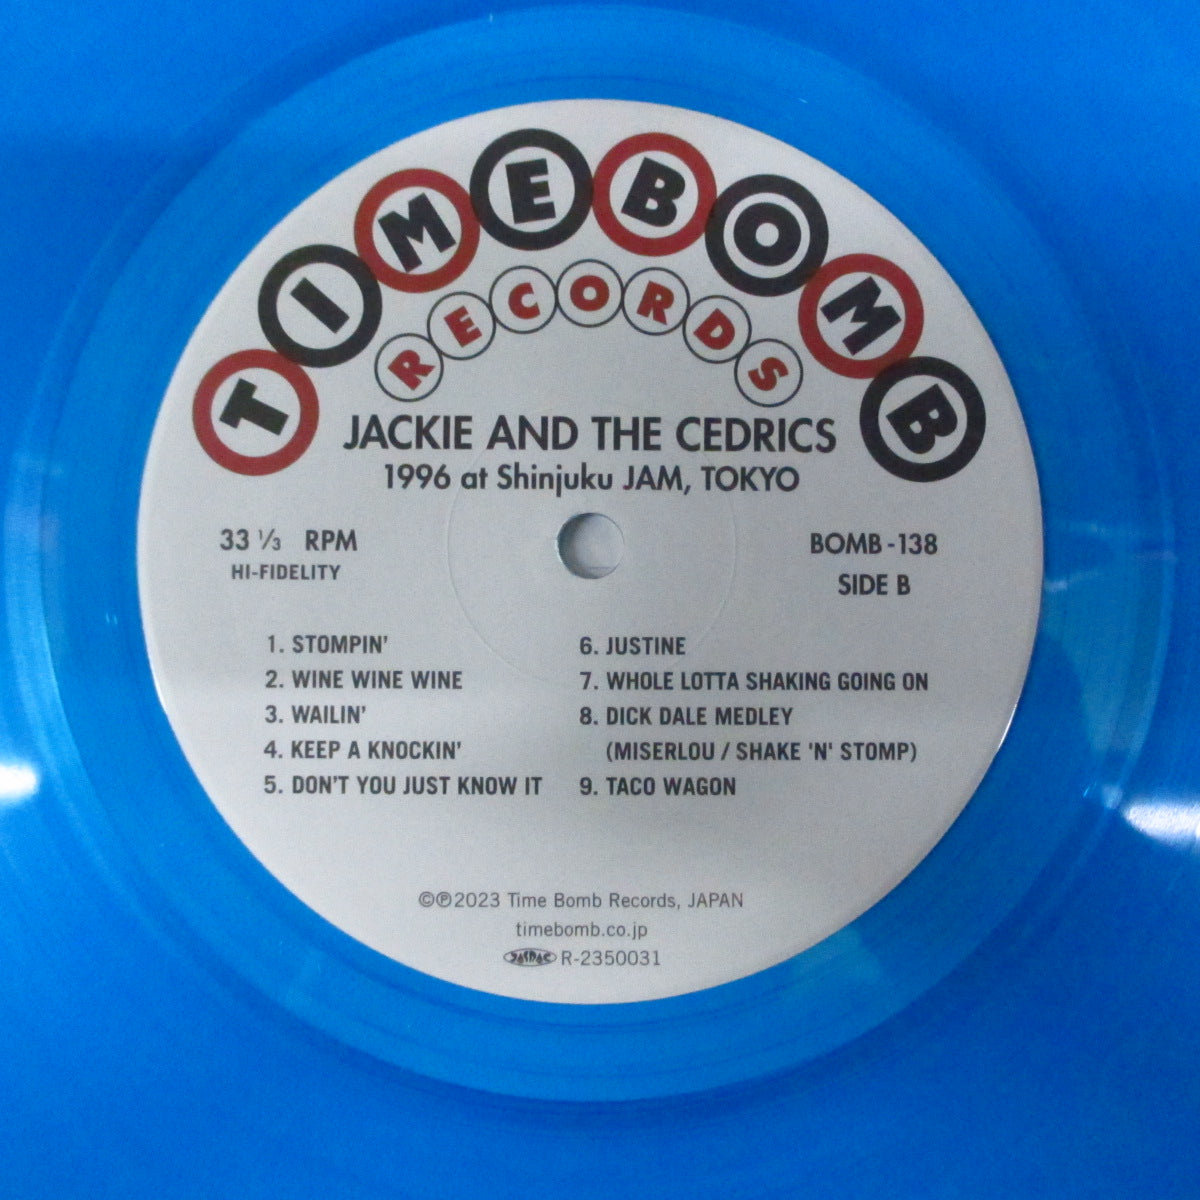 TIMEBOMB
RECORDS
JACKIE AND THE CEDRICS
1996 at Shinjuku JAM, TOKYO
33 ⅓ RPM
HI-FIDELITY
BOMB-138
SIDE B
1. STOMPIN'
2. WINE WINE WINE
3. WAILIN'
4. KEEP A KNOCKIN'
5. DON'T YOU JUST KNOW IT
6. JUSTINE
7. WHOLE LOTTA SHAKING GOING ON
8. DICK DALE MEDLEY
(MISERLOU / SHAKE 'N' STOMP)
9. TACO WAGON
©℗2023 Time Bomb Records, JAPAN
timebomb.co.jp
JASRAC R-2350031